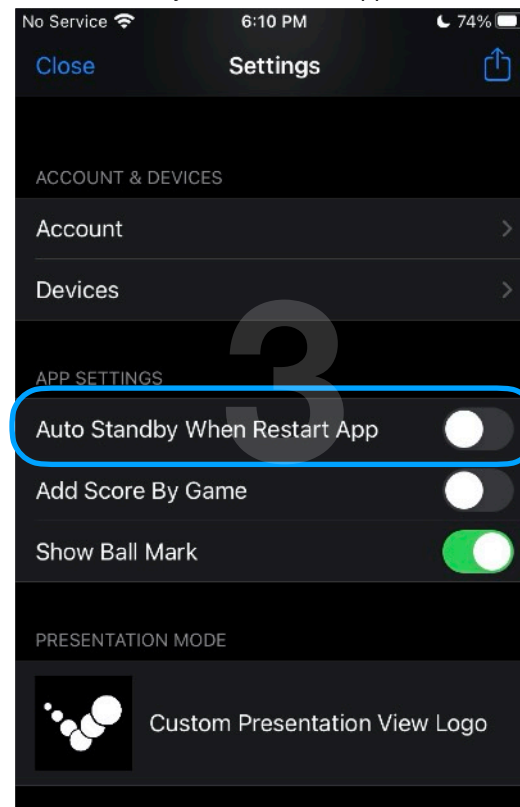 No Service 6:10 PM 74%
Close Settings
ACCOUNT & DEVICES
Account
Devices
3
APP SETTINGS
Auto Standby When Restart App
Add Score By Game
Show Ball Mark
PRESENTATION MODE
Custom Presentation View Logo